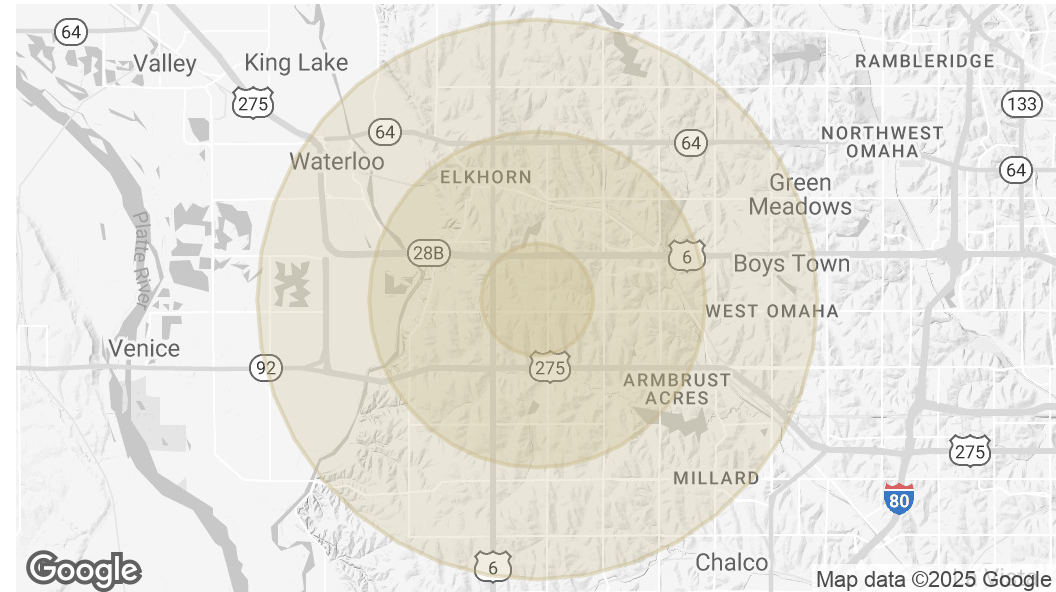 64
Valley
King Lake
RAMBLERIDGE
275
133
64
64
NORTHWEST
OMAHA
Waterloo
64
ELKHORN
Green
Meadows
Platte River
28B
6
Boys Town
WEST OMAHA
Venice
92
275
ARMBRUST
ACRES
275
MILLARD
80
Chalco
6
Google
Map data ©2025 Google